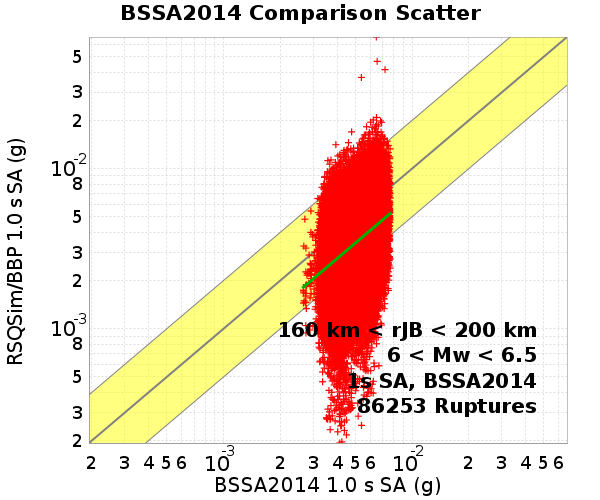 BSSA2014 Comparison Scatter
RSQSim/BBP 1.0 s SA (g)
5
3
2
10-2
8
5
3
2
10-3
8
5
3
2
160 km < rJB < 200 km
6 < Mw < 6.5
1s SA, BSSA2014
86253 Ruptures
2 3 4 5 6 10-3 2 3 4 5 6 10-2 2 3 4 5 6
BSSA2014 1.0 s SA (g)